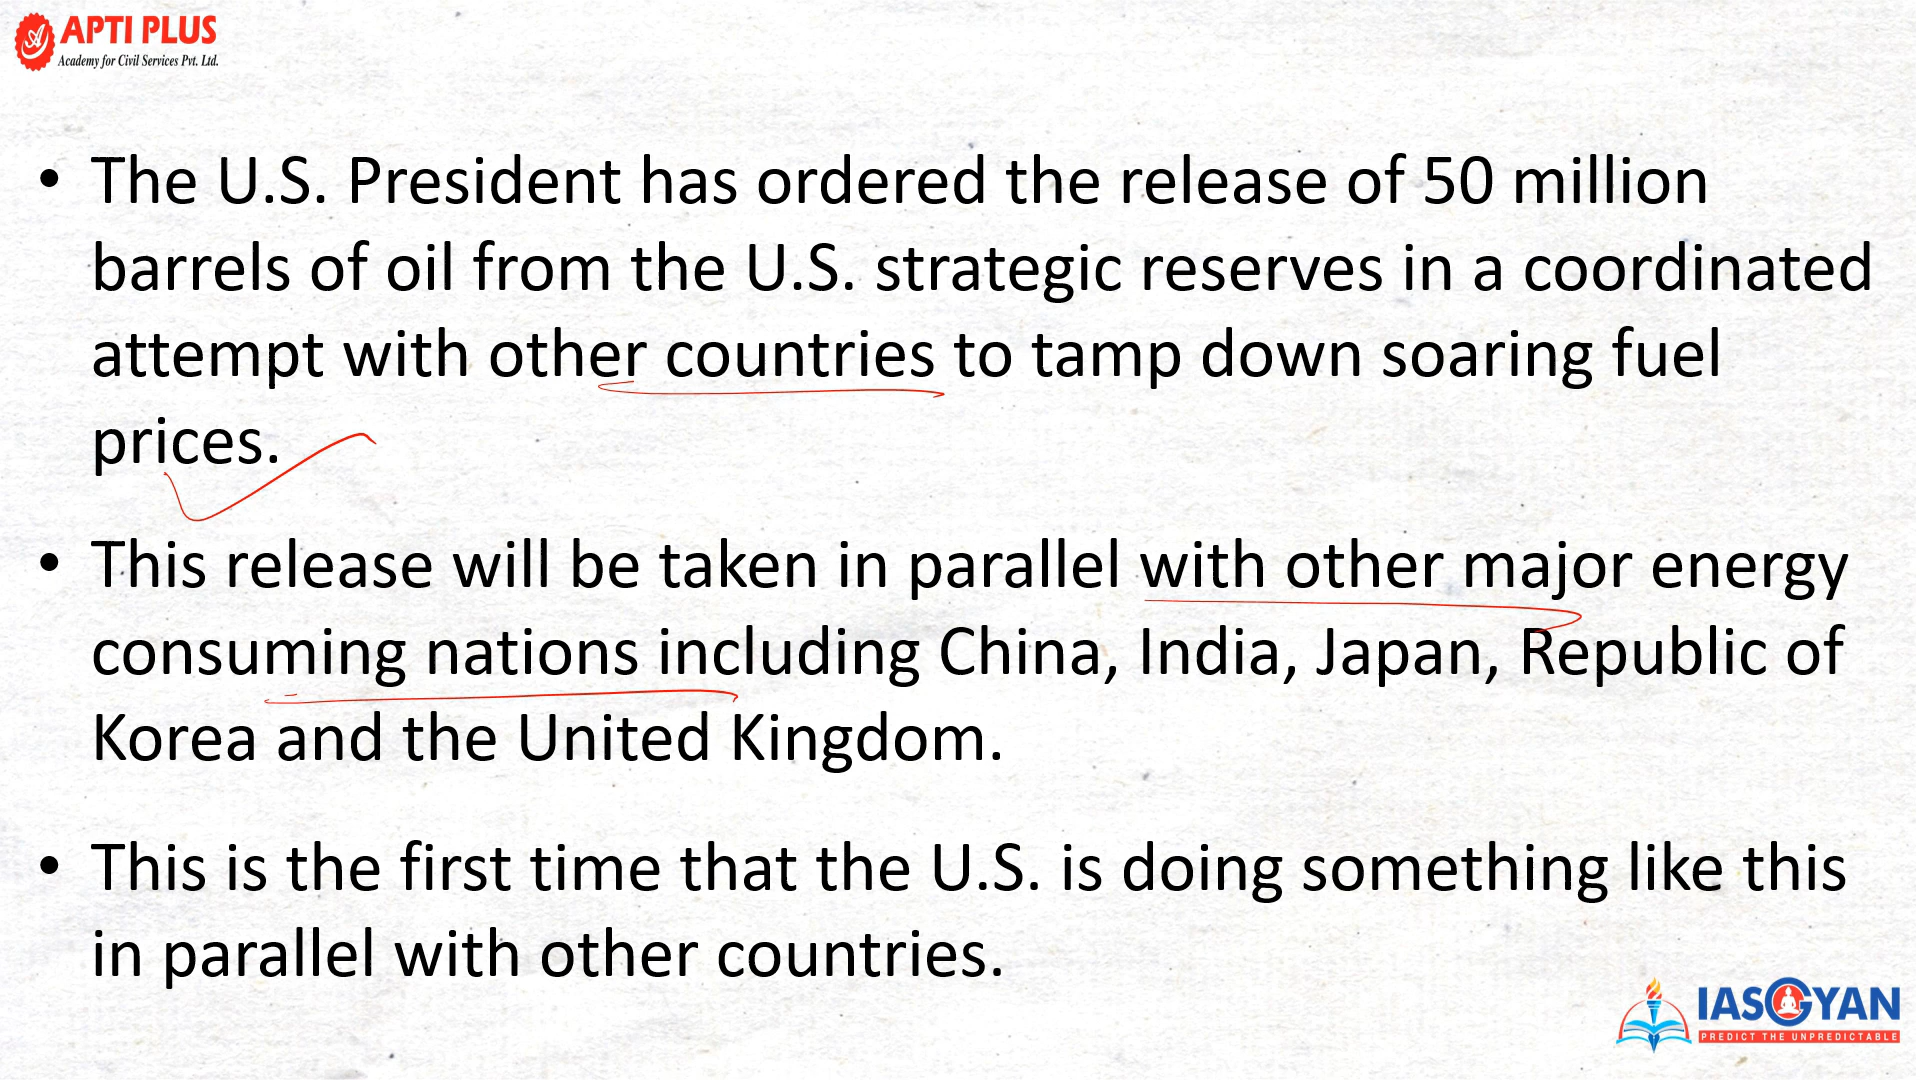 APTI PLUS
Academy for Civil Services Pvt. Ltd.
• The U.S. President has ordered the release of 50 million
barrels of oil from the U.S. strategic reserves in a coordinated
attempt with other countries to tamp down soaring fuel
prices.
• This release will be taken in parallel with other major energy
consuming nations including China, India, Japan, Republic of
Korea and the United Kingdom.
• This is the first time that the U.S. is doing something like this
in parallel with other countries.
IASGYAN
PREDICT THE UNPREDICTABLE